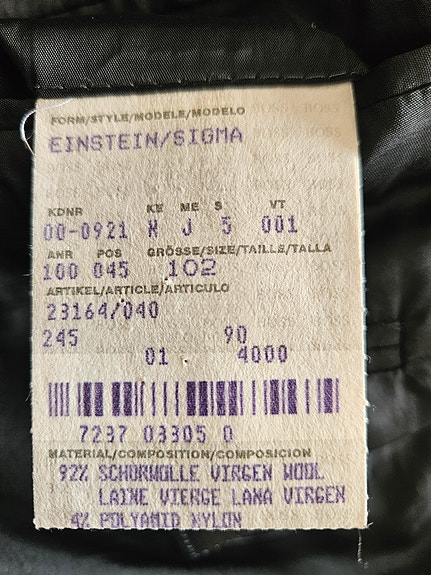 FORM/STYLE/MODELE/MODELO
EINSTEIN/SIGMA
KDNR KE ME S VT
00-0921 M J 5 001
ANR POS GRÖSSE/SIZE/TAILLE/TALLA
100 045 102
ARTIKEL/ARTICLE/ARTICULO
23164/040
245 90
01 4000
7237 03305 0
MATERIAL/COMPOSITION/COMPOSICION
92% SCHURWOLLE VIRGEN WOOL
LAINE VIERGE LANA VIRGEN
4% POLYAMID NYLON